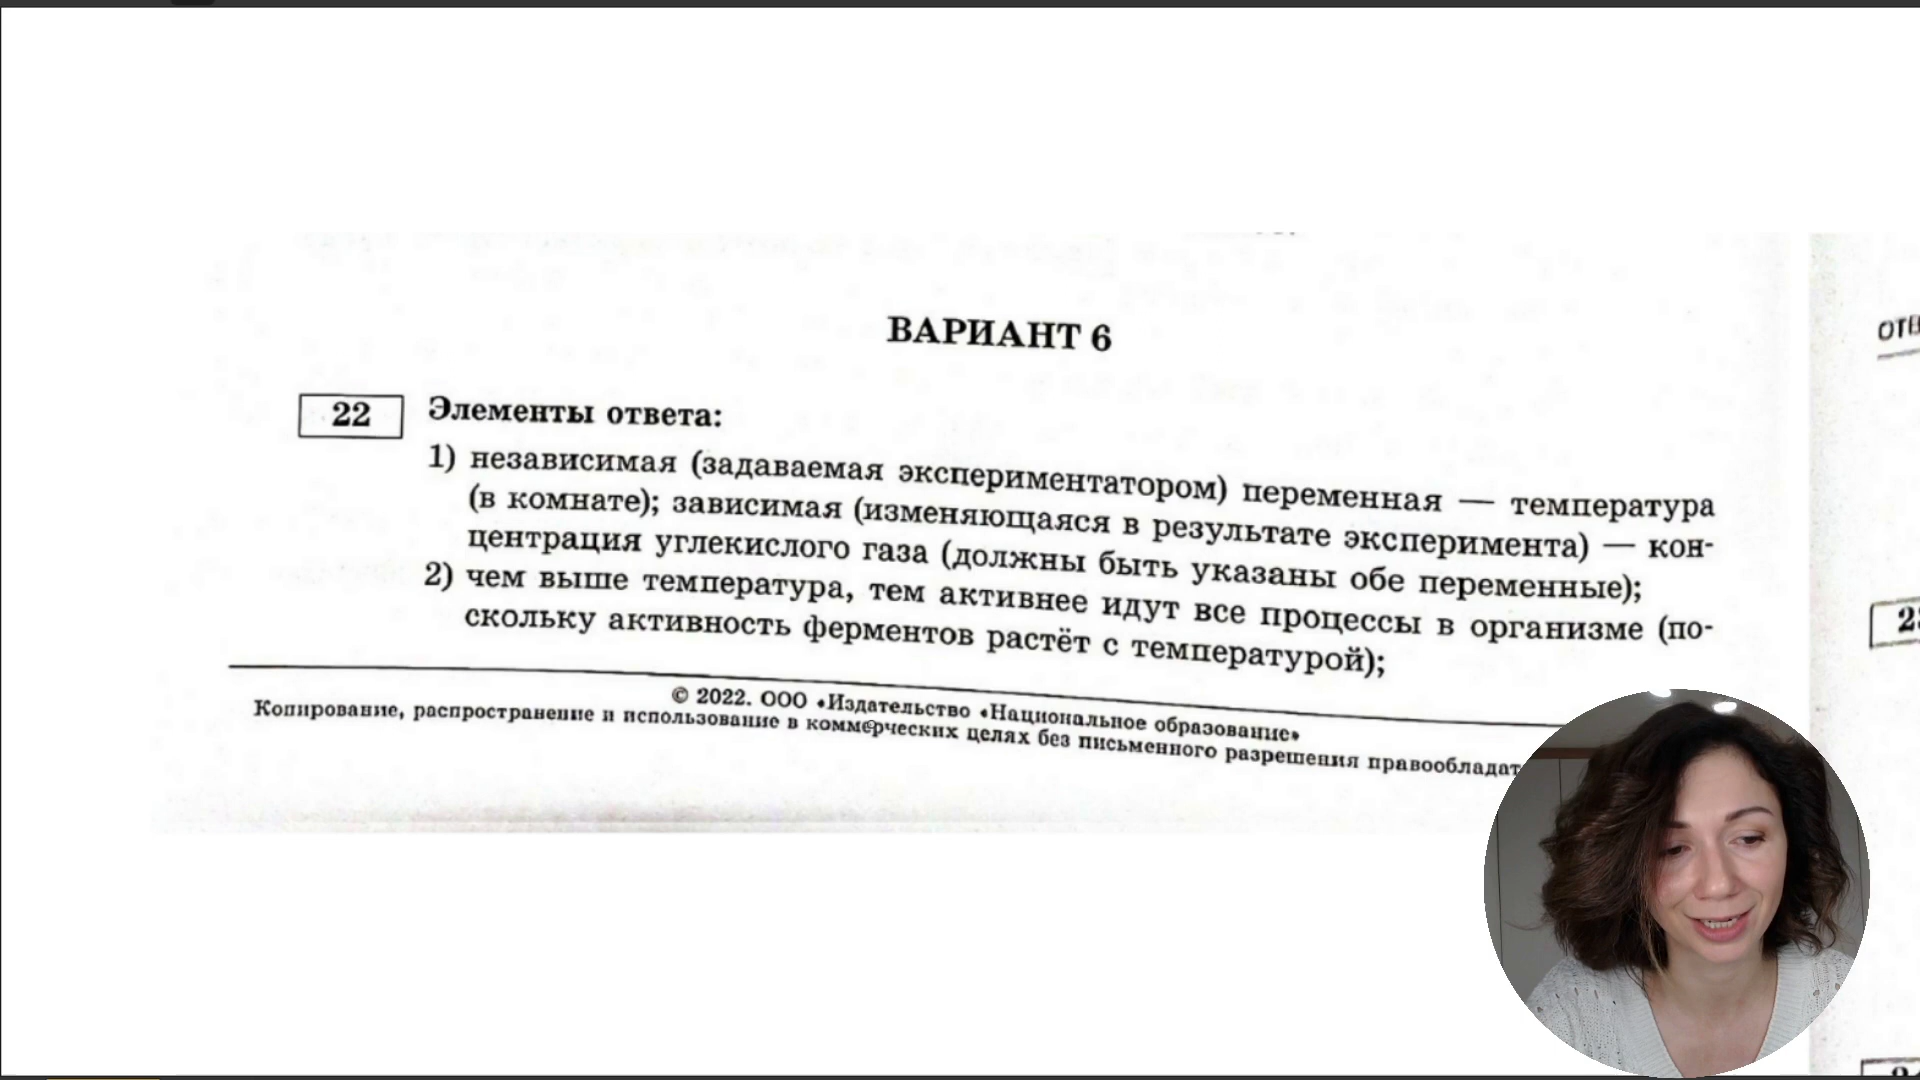 ВАРИАНТ 6
22 Элементы ответа:
1) независимая (задаваемая экспериментатором) переменная — температура
(в комнате); зависимая (изменяющаяся в результате эксперимента) — кон-
центрация углекислого газа (должны быть указаны обе переменные);
2) чем выше температура, тем активнее идут все процессы в организме (по-
скольку активность ферментов растёт с температурой);
© 2022. ООО «Издательство «Национальное образование»
Копирование, распространение и использование в коммерческих целях без письменного разрешения